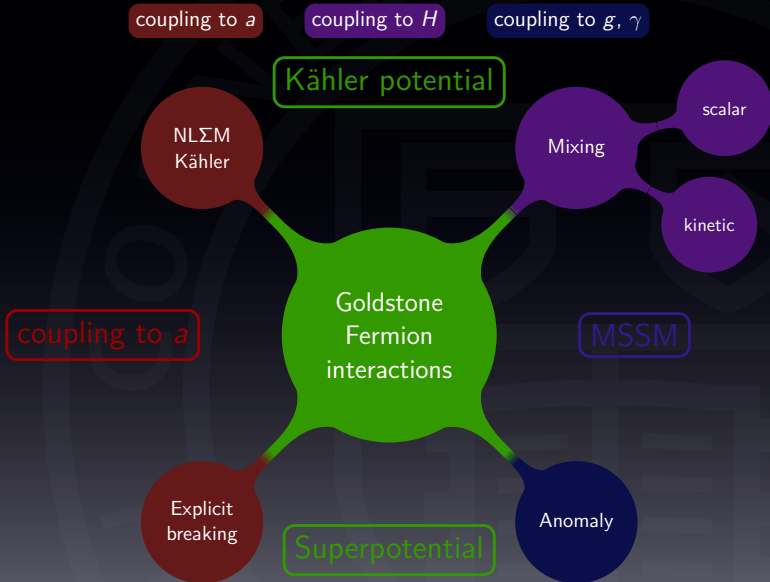 coupling to a
coupling to H
coupling to g, γ
Kähler potential
NLΣM
Kähler
Mixing
scalar
kinetic
Goldstone
Fermion
interactions
coupling to a
MSSM
Explicit
breaking
Anomaly
Superpotential